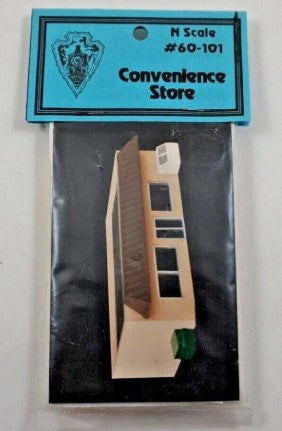 N Scale
#60-101
Convenience
Store